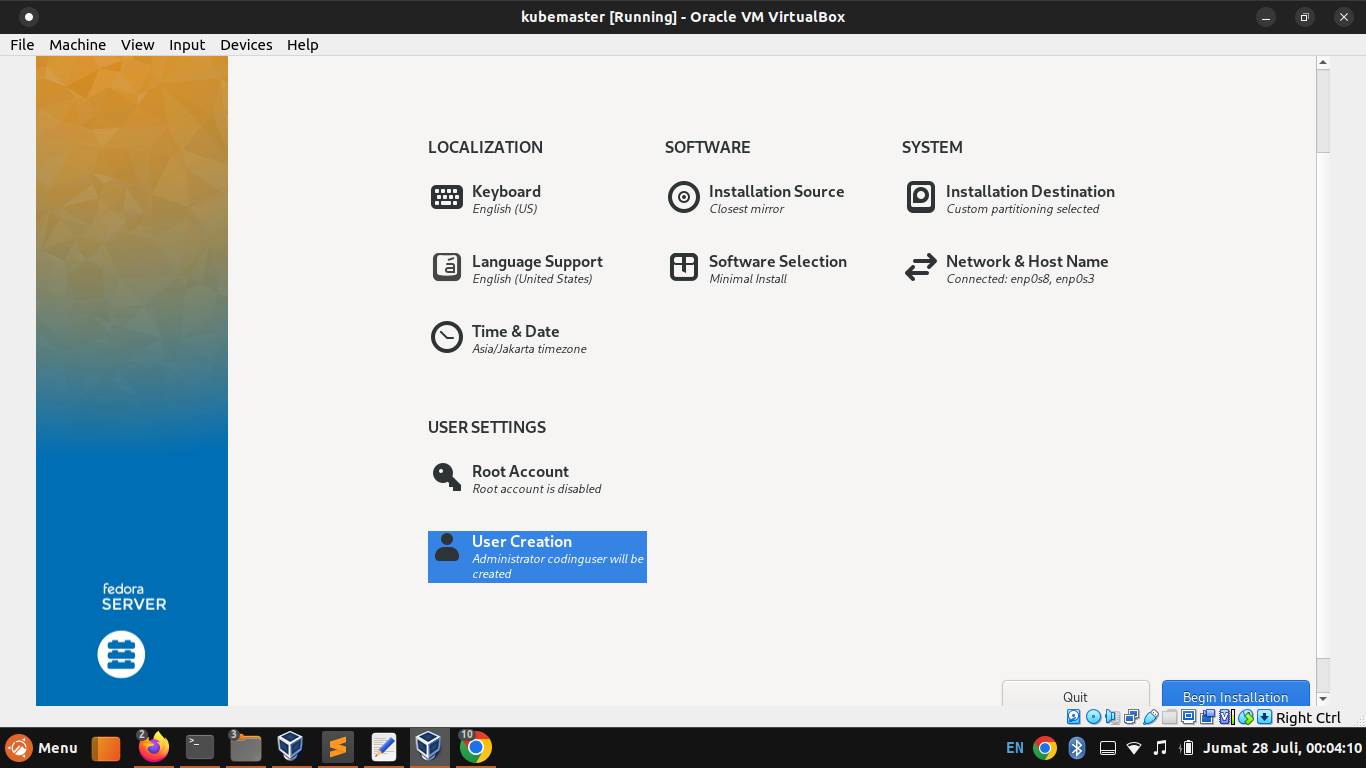 kubemaster [Running] - Oracle VM VirtualBox
File Machine View Input Devices Help
LOCALIZATION
Keyboard
English (US)
Language Support
English (United States)
Time & Date
Asia/Jakarta timezone
SOFTWARE
Installation Source
Closest mirror
Software Selection
Minimal Install
SYSTEM
Installation Destination
Custom partitioning selected
Network & Host Name
Connected: enp0s8, enp0s3
USER SETTINGS
Root Account
Root account is disabled
User Creation
Administrator codinguser will be
created
fedora
SERVER
Quit
Begin Installation
Right Ctrl
Menu
2
3
10
EN
Jumat 28 Juli, 00:04:10